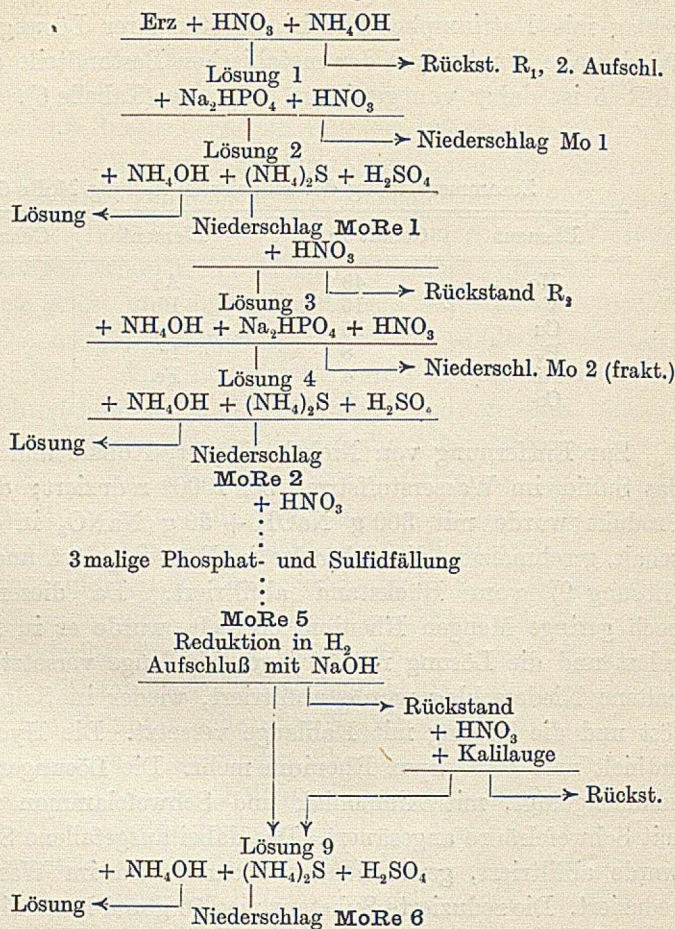 Erz + HNO₃ + NH₄OH
Rückst. R₁, 2. Aufschl.
Lösung 1
+ Na₂HPO₄ + HNO₃
Niederschlag Mo 1
Lösung 2
+ NH₄OH + (NH₄)₂S + H₂SO₄
Lösung
Niederschlag MoRe 1
+ HNO₃
Rückstand R₂
Lösung 3
+ NH₄OH + Na₂HPO₄ + HNO₃
Niederschl. Mo 2 (frakt.)
Lösung 4
+ NH₄OH + (NH₄)₂S + H₂SO₄
Lösung
Niederschlag
MoRe 2
+ HNO₃
3malige Phosphat- und Sulfidfällung
MoRe 5
Reduktion in H₂
Aufschluß mit NaOH
Rückstand
+ HNO₃
+ Kalilauge
Rückst.
Lösung 9
+ NH₄OH + (NH₄)₂S + H₂SO₄
Lösung
Niederschlag MoRe 6